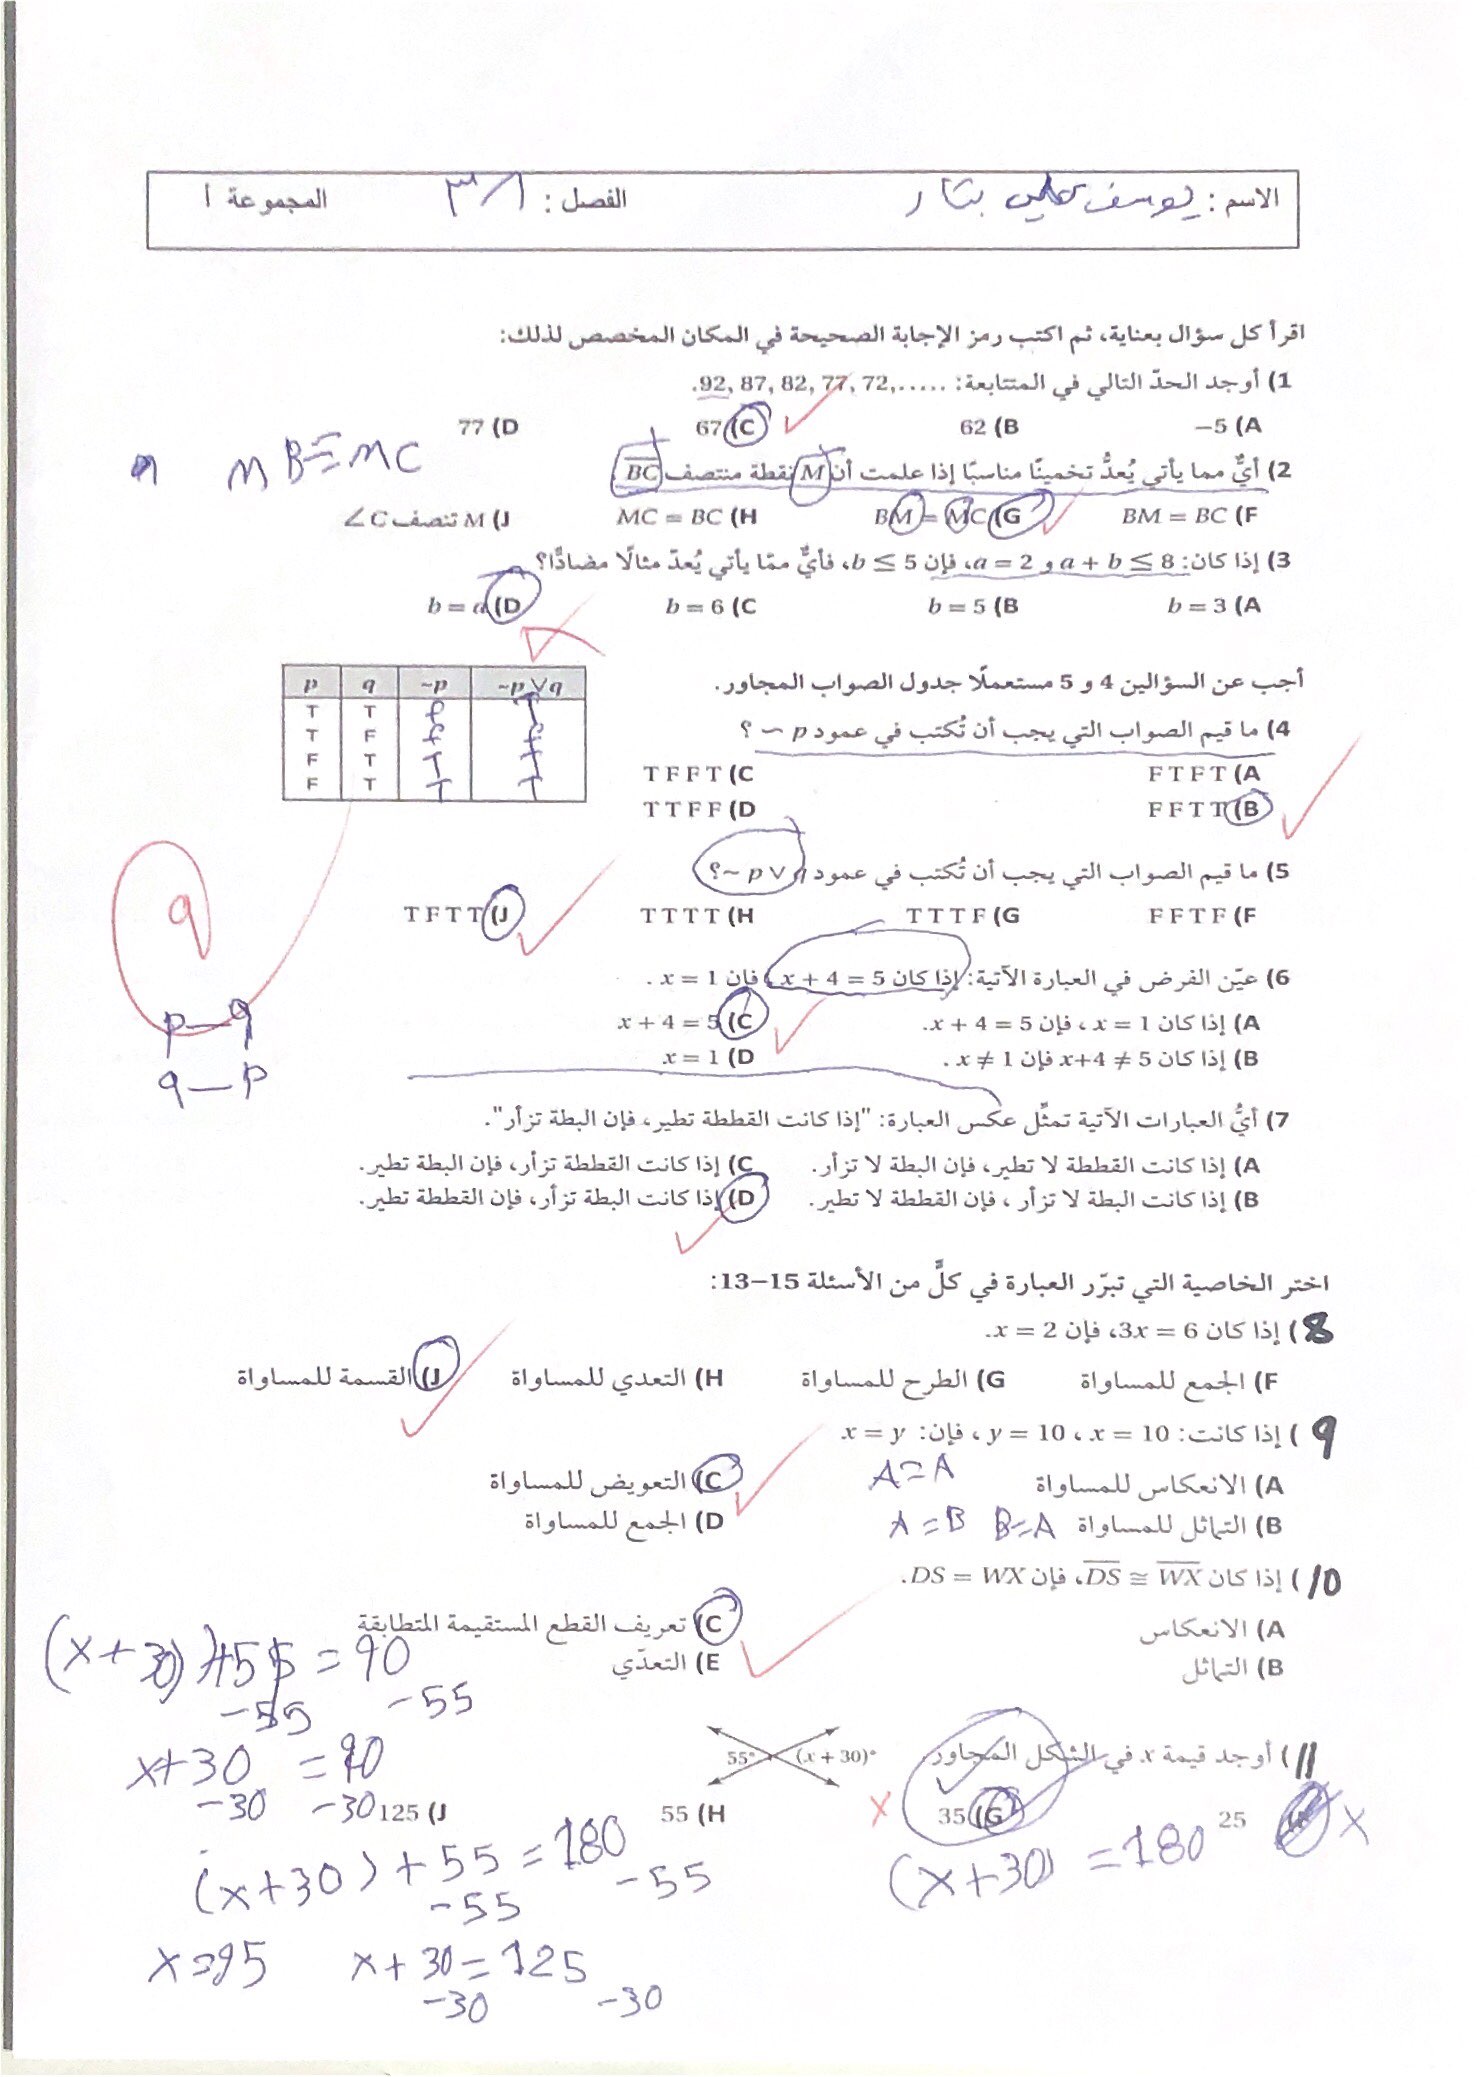 الاسم : يوسف علي بشار الفصل : ٣/١ المجموعة أ
اقرأ كل سؤال بعناية، ثم اكتب رمز الإجابة الصحيحة في المكان المخصص لذلك:
1) أوجد الحدّ التالي في المتتابعة: .92, 87, 82, 77, 72,.....
A) −5 B) 62 C) 67 D) 77
M B ≅ MC
2) أيٌّ مما يأتي يُعدُّ تخمينًا مناسبًا إذا علمت أن M نقطة منتصف BC.
F) BM = BC G) BM = MC H) MC = BC J) M تنصف ∠C
3) إذا كان: a + b ≤ 8 و a = 2، فإن b ≤ 5، فأيٌّ ممّا يأتي يُعدّ مثالًا مضادًّا؟
A) b = 3 B) b = 5 C) b = 6 D) b = a
أجب عن السؤالين 4 و 5 مستعملًا جدول الصواب المجاور.
p q ~p ~p∨q
T T F T
T F F F
F T T T
F T T T
4) ما قيم الصواب التي يجب أن تُكتب في عمود p ~ ؟
A) F T F T C) T F F T
B) F F T T D) T T F F
5) ما قيم الصواب التي يجب أن تُكتب في عمود ~ p ∨ q؟
F) F F T F G) T T T F H) T T T T J) T F T T
9
p — q
q — p
6) عيّن الفرض في العبارة الآتية: إذا كان x + 4 = 5، فإن x = 1 .
A) إذا كان x = 1 ، فإن x + 4 = 5. C) x + 4 = 5
B) إذا كان x+4 ≠ 5 فإن x ≠ 1 . D) x = 1
7) أيُّ العبارات الآتية تمثِّل عكس العبارة: "إذا كانت القططة تطير، فإن البطة تزأر".
A) إذا كانت القططة لا تطير، فإن البطة لا تزأر. C) إذا كانت القططة تزأر، فإن البطة تطير.
B) إذا كانت البطة لا تزأر ، فإن القططة لا تطير. D) إذا كانت البطة تزأر، فإن القططة تطير.
اختر الخاصية التي تبرّر العبارة في كلٍّ من الأسئلة 15–13:
8) إذا كان 3x = 6، فإن x = 2.
F) الجمع للمساواة G) الطرح للمساواة H) التعدي للمساواة J) القسمة للمساواة
9) إذا كانت: x = 10 ، y = 10 ، فإن: x = y
A) الانعكاس للمساواة A=A C) التعويض للمساواة
B) التماثل للمساواة A=B B=A D) الجمع للمساواة
10) إذا كان DS ≅ WX، فإن DS = WX.
A) الانعكاس C) تعريف القطع المستقيمة المتطابقة
B) التماثل E) التعدّي
(x+30)+55 = 90
-55 -55
11) أوجد قيمة x في الشكل المجاور.
55° (x + 30)°
x+30 = 90
-30 -30
25 G) 35 H) 55 J) 125
x
(x+30) = 180
(x+30) + 55 = 180
-55 -55
x=95 x+30=125
-30 -30